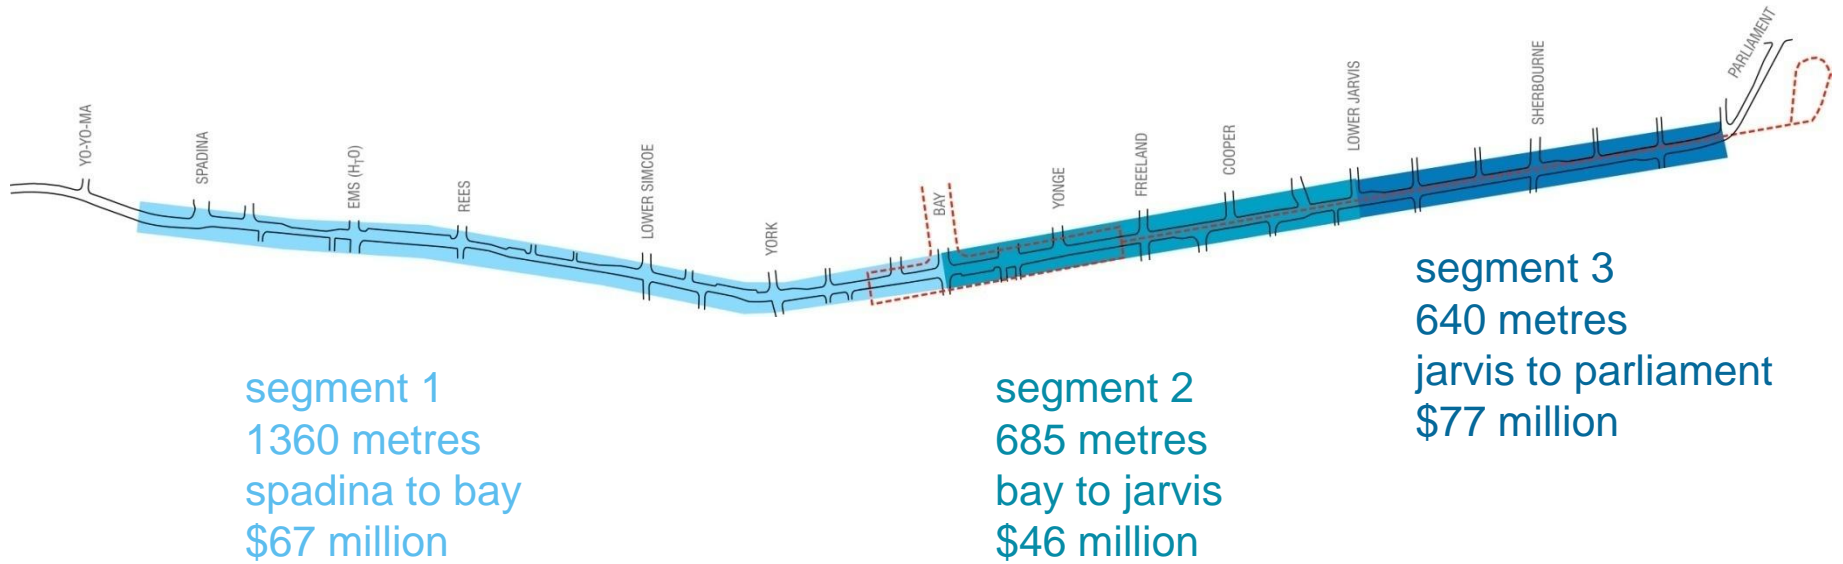 YO-YO-MA
SPADINA
EMS (H₂O)
REES
LOWER SIMCOE
YORK
BAY
YONGE
FREELAND
COOPER
LOWER JARVIS
SHERBOURNE
PARLIAMENT
segment 1
1360 metres
spadina to bay
$67 million
segment 2
685 metres
bay to jarvis
$46 million
segment 3
640 metres
jarvis to parliament
$77 million